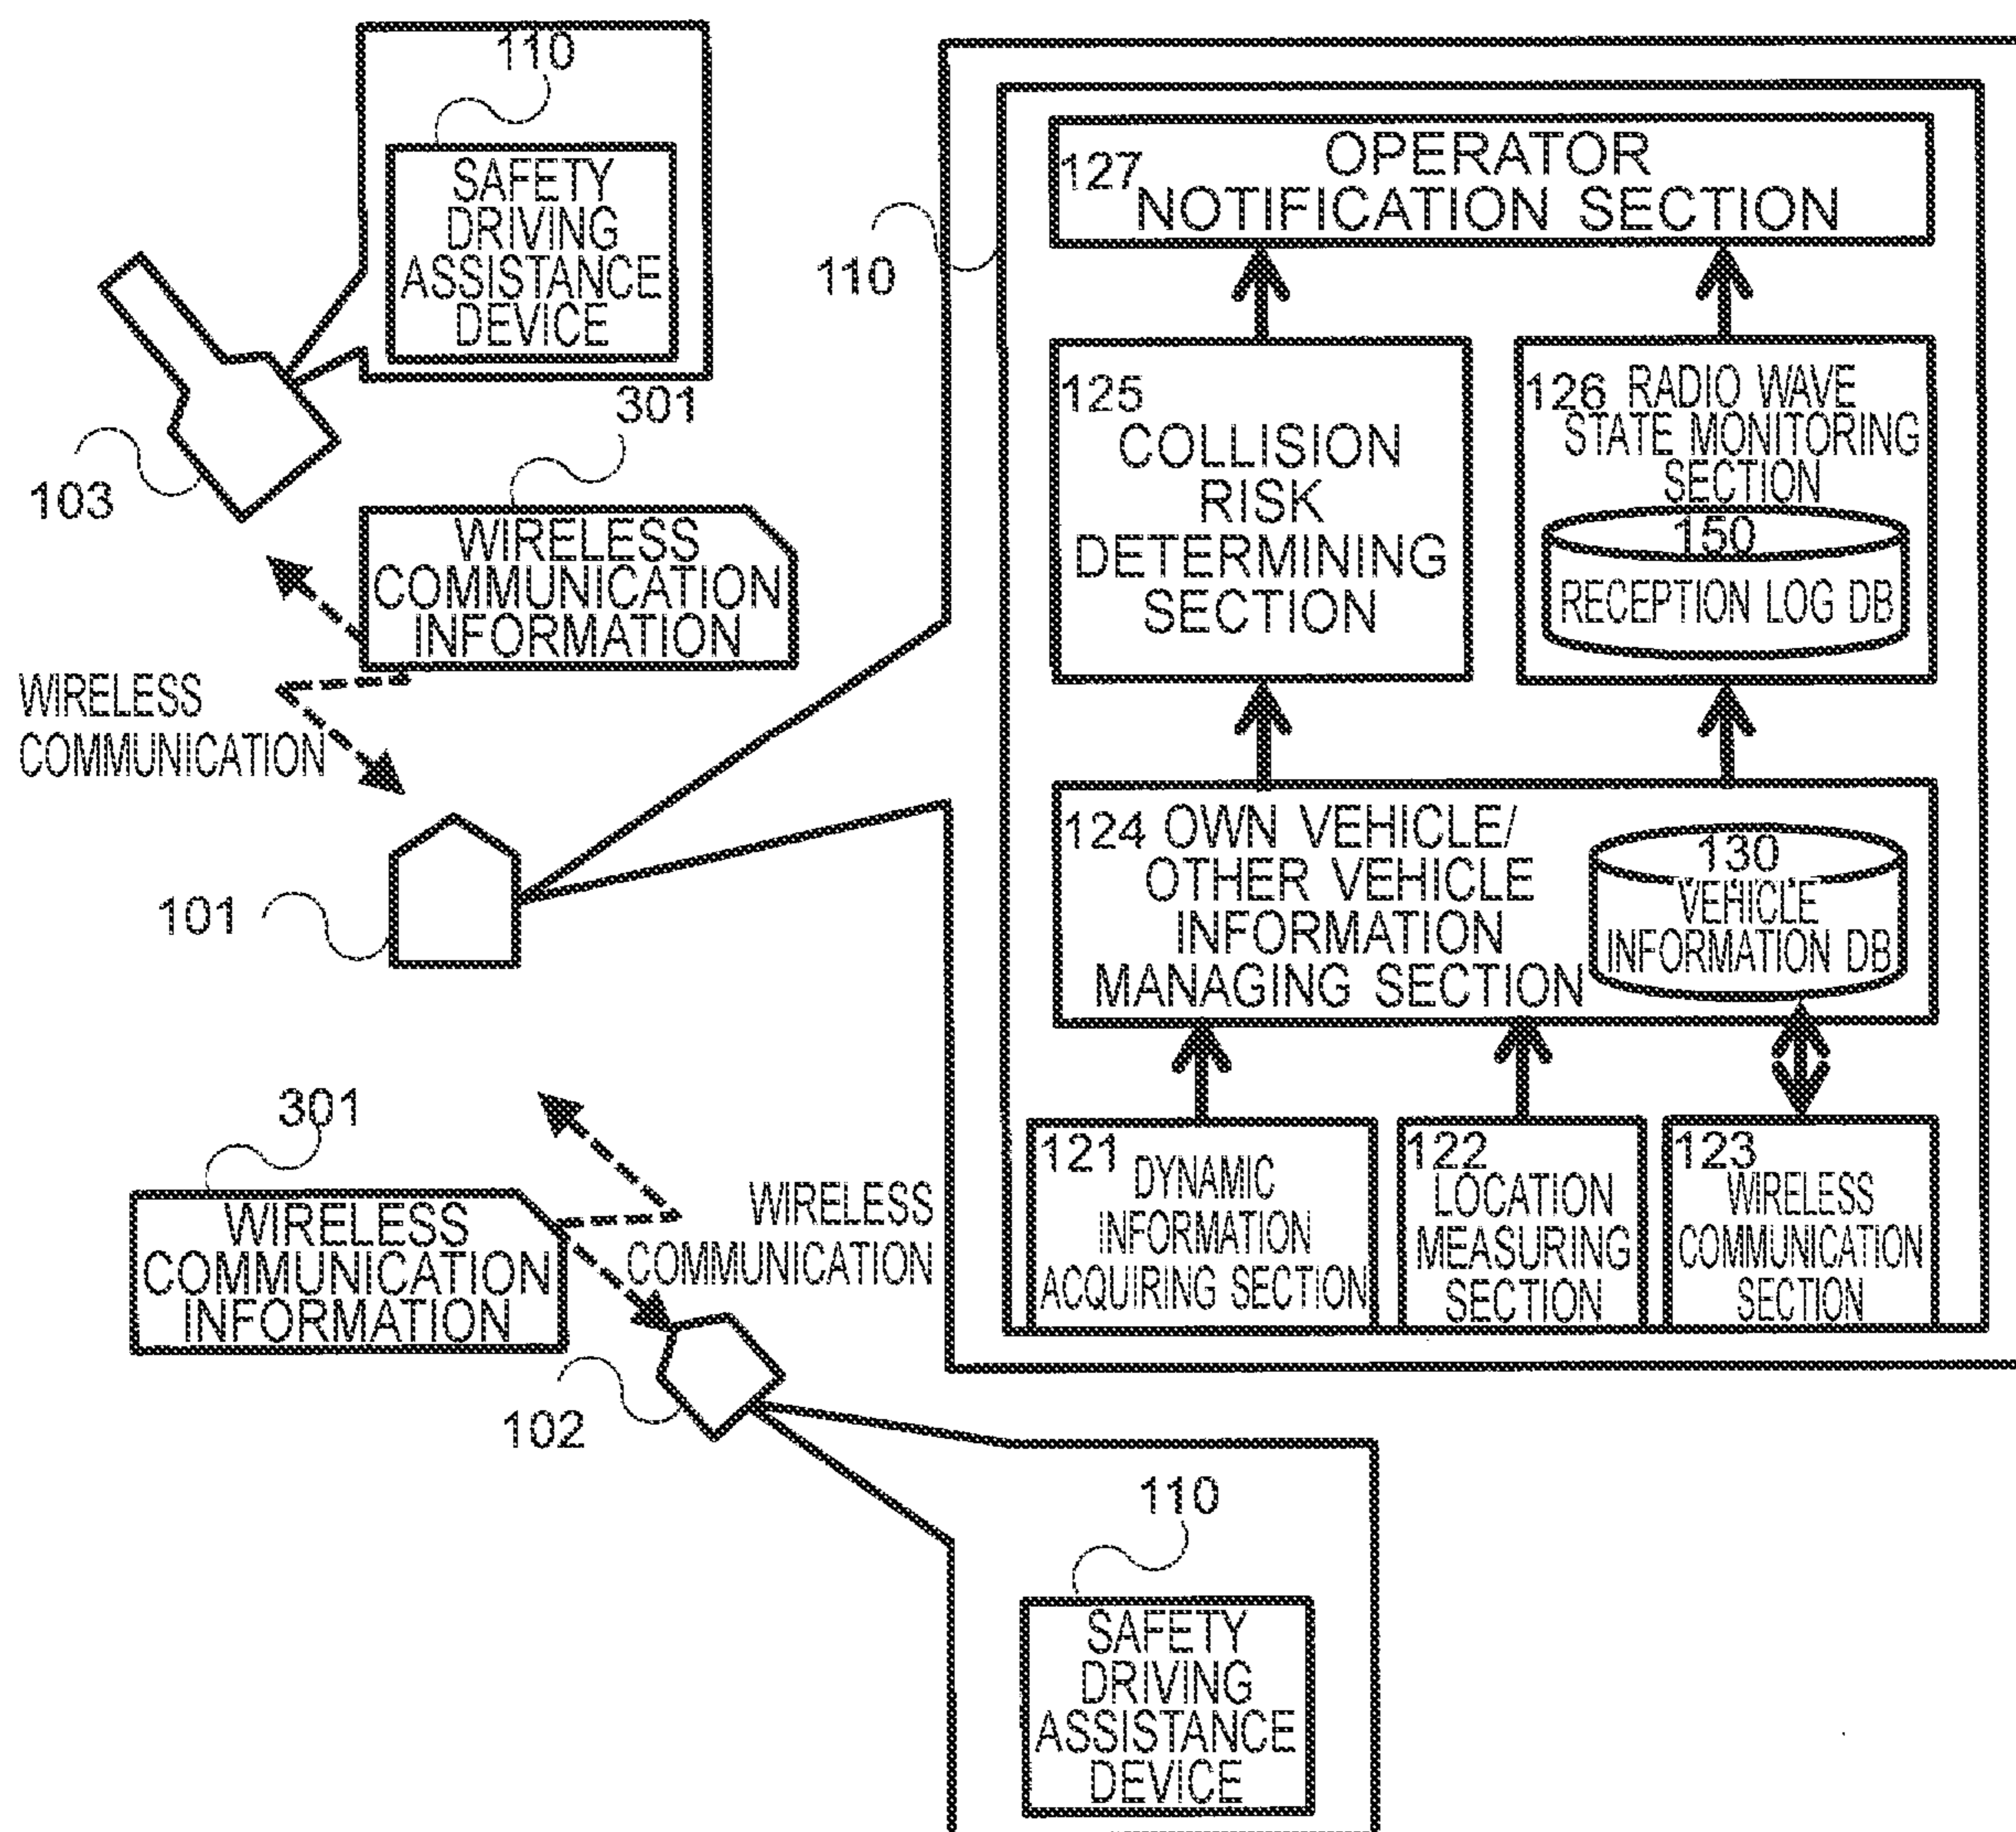 110
SAFETY
DRIVING
ASSISTANCE
DEVICE
103
301
WIRELESS
COMMUNICATION
INFORMATION
WIRELESS
COMMUNICATION
101
301
WIRELESS
COMMUNICATION
INFORMATION
WIRELESS
COMMUNICATION
102
110
SAFETY
DRIVING
ASSISTANCE
DEVICE
110
127
OPERATOR
NOTIFICATION SECTION
125
COLLISION
RISK
DETERMINING
SECTION
126 RADIO WAVE
STATE MONITORING
SECTION
150
RECEPTION LOG DB
124 OWN VEHICLE/
OTHER VEHICLE
INFORMATION
MANAGING SECTION
130
VEHICLE
INFORMATION DB
121
DYNAMIC
INFORMATION
ACQUIRING SECTION
122
LOCATION
MEASURING
SECTION
123
WIRELESS
COMMUNICATION
SECTION